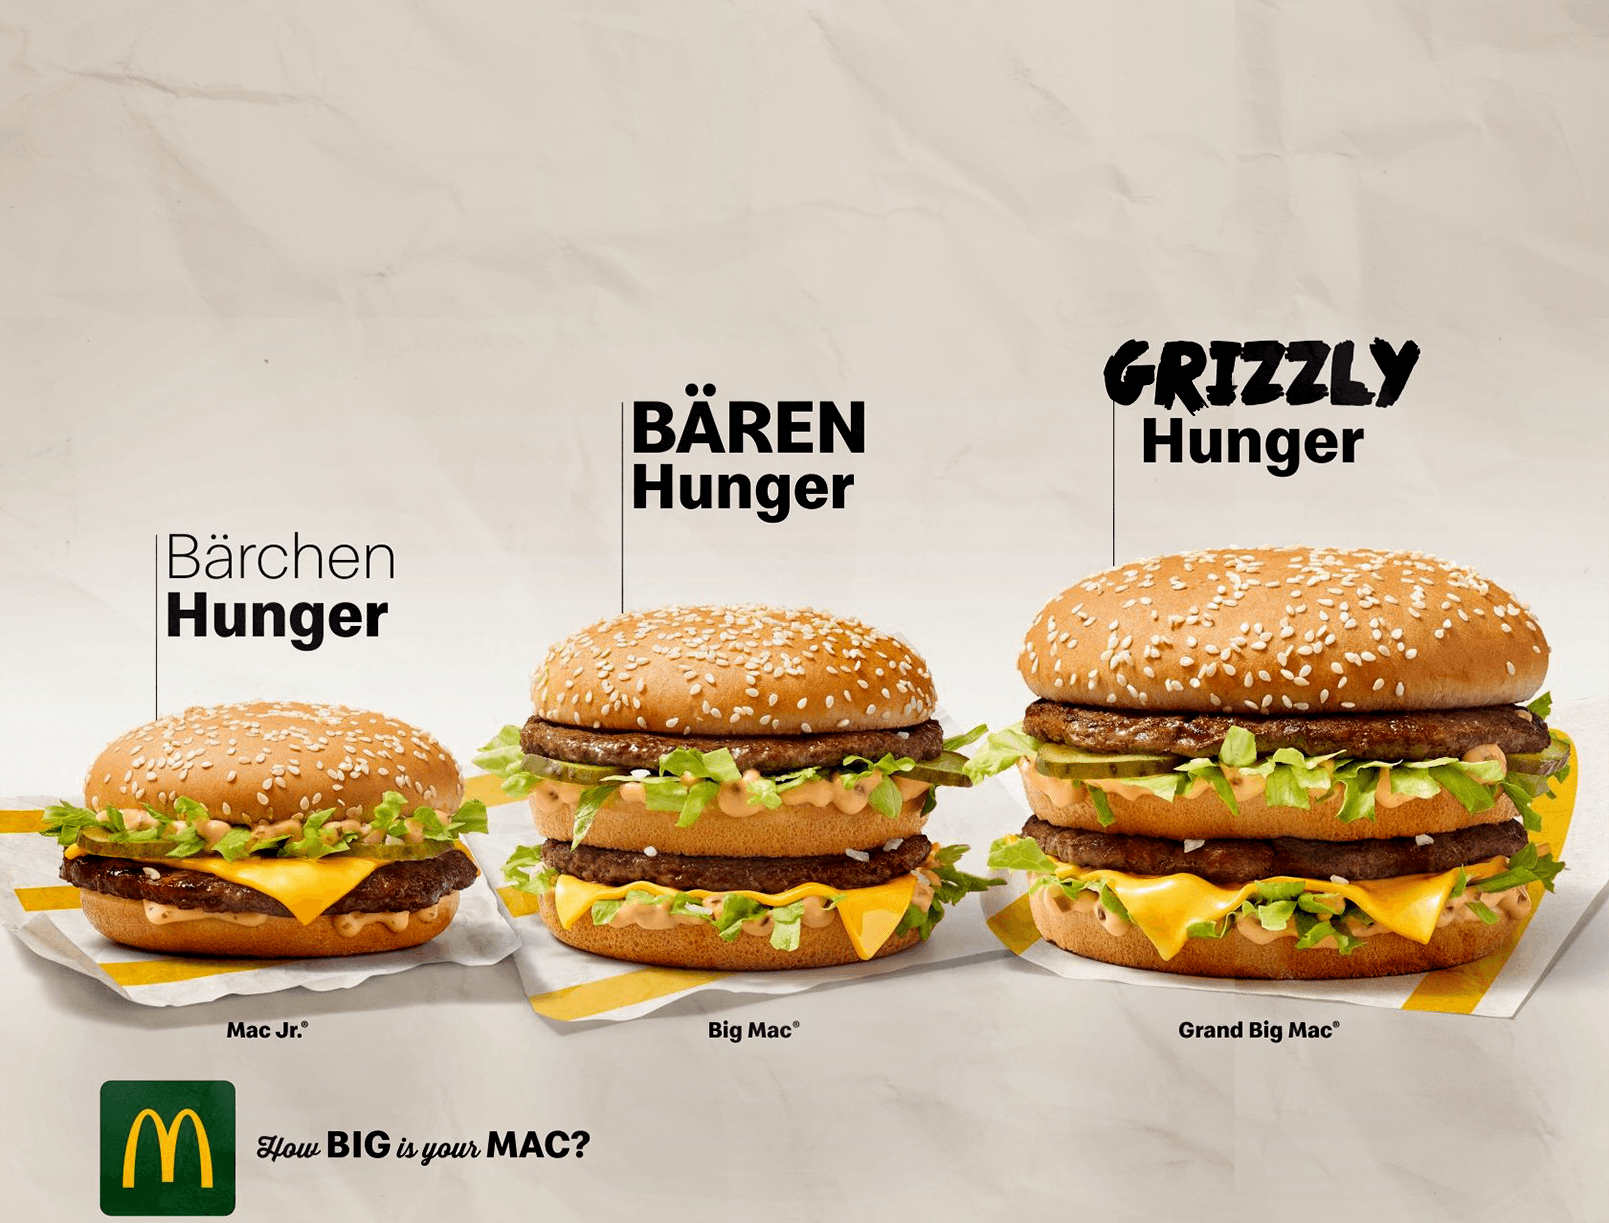 GRIZZLY
Hunger
BÄREN
Hunger
Bärchen
Hunger
Mac Jr.®
Big Mac®
Grand Big Mac®
How BIG is your MAC?